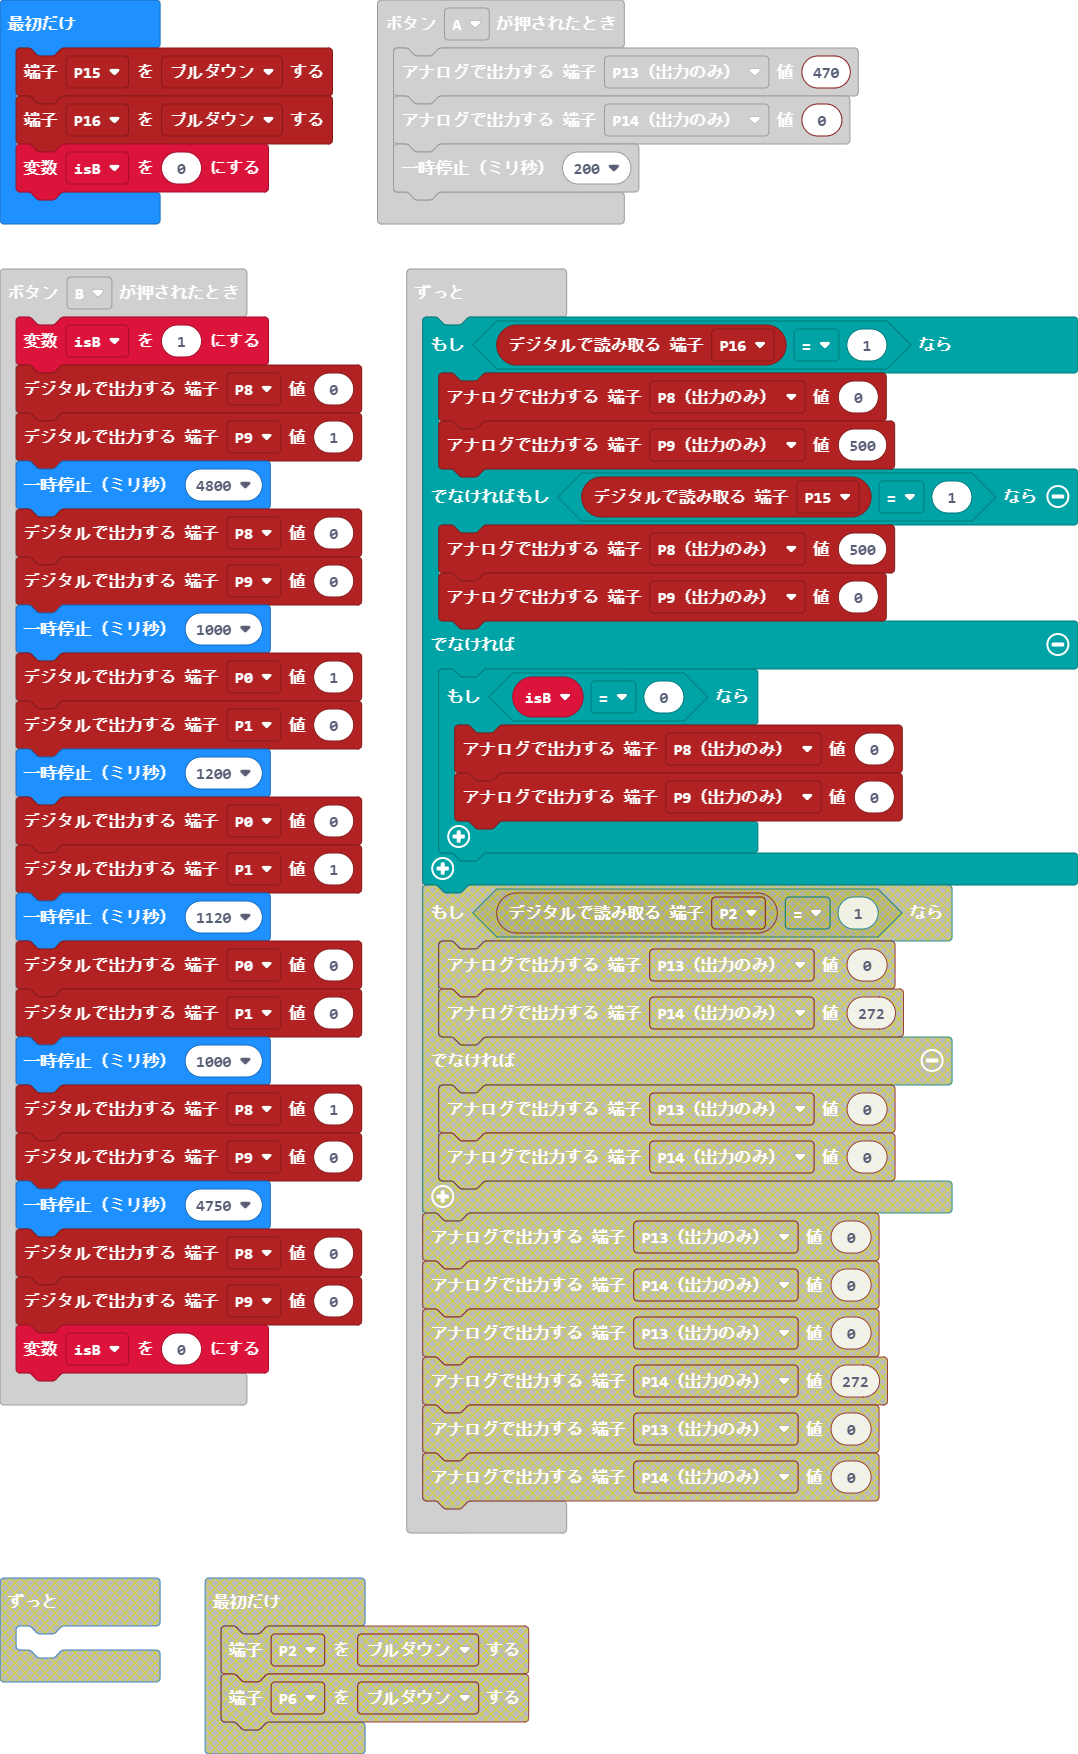 最初だけ
端子 P15 を プルダウン する
端子 P16 を プルダウン する
変数 isB を 0 にする
ボタン A が押されたとき
アナログで出力する 端子 P13（出力のみ） 値 470
アナログで出力する 端子 P14（出力のみ） 値 0
一時停止（ミリ秒） 200
ボタン B が押されたとき
変数 isB を 1 にする
デジタルで出力する 端子 P8 値 0
デジタルで出力する 端子 P9 値 1
一時停止（ミリ秒） 4800
デジタルで出力する 端子 P8 値 0
デジタルで出力する 端子 P9 値 0
一時停止（ミリ秒） 1000
デジタルで出力する 端子 P0 値 1
デジタルで出力する 端子 P1 値 0
一時停止（ミリ秒） 1200
デジタルで出力する 端子 P0 値 0
デジタルで出力する 端子 P1 値 1
一時停止（ミリ秒） 1120
デジタルで出力する 端子 P0 値 0
デジタルで出力する 端子 P1 値 0
一時停止（ミリ秒） 1000
デジタルで出力する 端子 P8 値 1
デジタルで出力する 端子 P9 値 0
一時停止（ミリ秒） 4750
デジタルで出力する 端子 P8 値 0
デジタルで出力する 端子 P9 値 0
変数 isB を 0 にする
ずっと
もし デジタルで読み取る 端子 P16 = 1 なら
アナログで出力する 端子 P8（出力のみ） 値 0
アナログで出力する 端子 P9（出力のみ） 値 500
でなければもし デジタルで読み取る 端子 P15 = 1 なら
アナログで出力する 端子 P8（出力のみ） 値 500
アナログで出力する 端子 P9（出力のみ） 値 0
でなければ
もし isB = 0 なら
アナログで出力する 端子 P8（出力のみ） 値 0
アナログで出力する 端子 P9（出力のみ） 値 0
もし デジタルで読み取る 端子 P2 = 1 なら
アナログで出力する 端子 P13（出力のみ） 値 0
アナログで出力する 端子 P14（出力のみ） 値 272
でなければ
アナログで出力する 端子 P13（出力のみ） 値 0
アナログで出力する 端子 P14（出力のみ） 値 0
アナログで出力する 端子 P13（出力のみ） 値 0
アナログで出力する 端子 P14（出力のみ） 値 0
アナログで出力する 端子 P13（出力のみ） 値 0
アナログで出力する 端子 P14（出力のみ） 値 272
アナログで出力する 端子 P13（出力のみ） 値 0
アナログで出力する 端子 P14（出力のみ） 値 0
ずっと
最初だけ
端子 P2 を プルダウン する
端子 P6 を プルダウン する